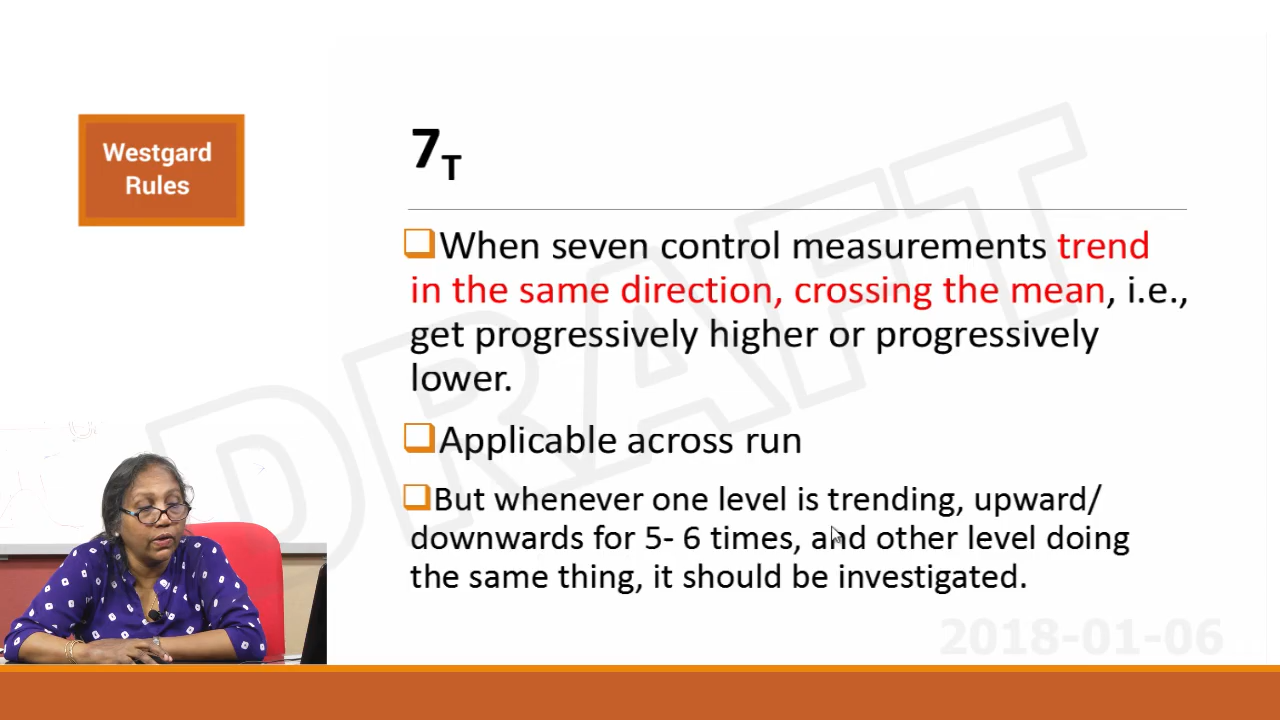 Westgard
Rules
7T
❑When seven control measurements trend
in the same direction, crossing the mean, i.e.,
get progressively higher or progressively
lower.
❑Applicable across run
❑But whenever one level is trending, upward/
downwards for 5- 6 times, and other level doing
the same thing, it should be investigated.
DRAFT
2018-01-06